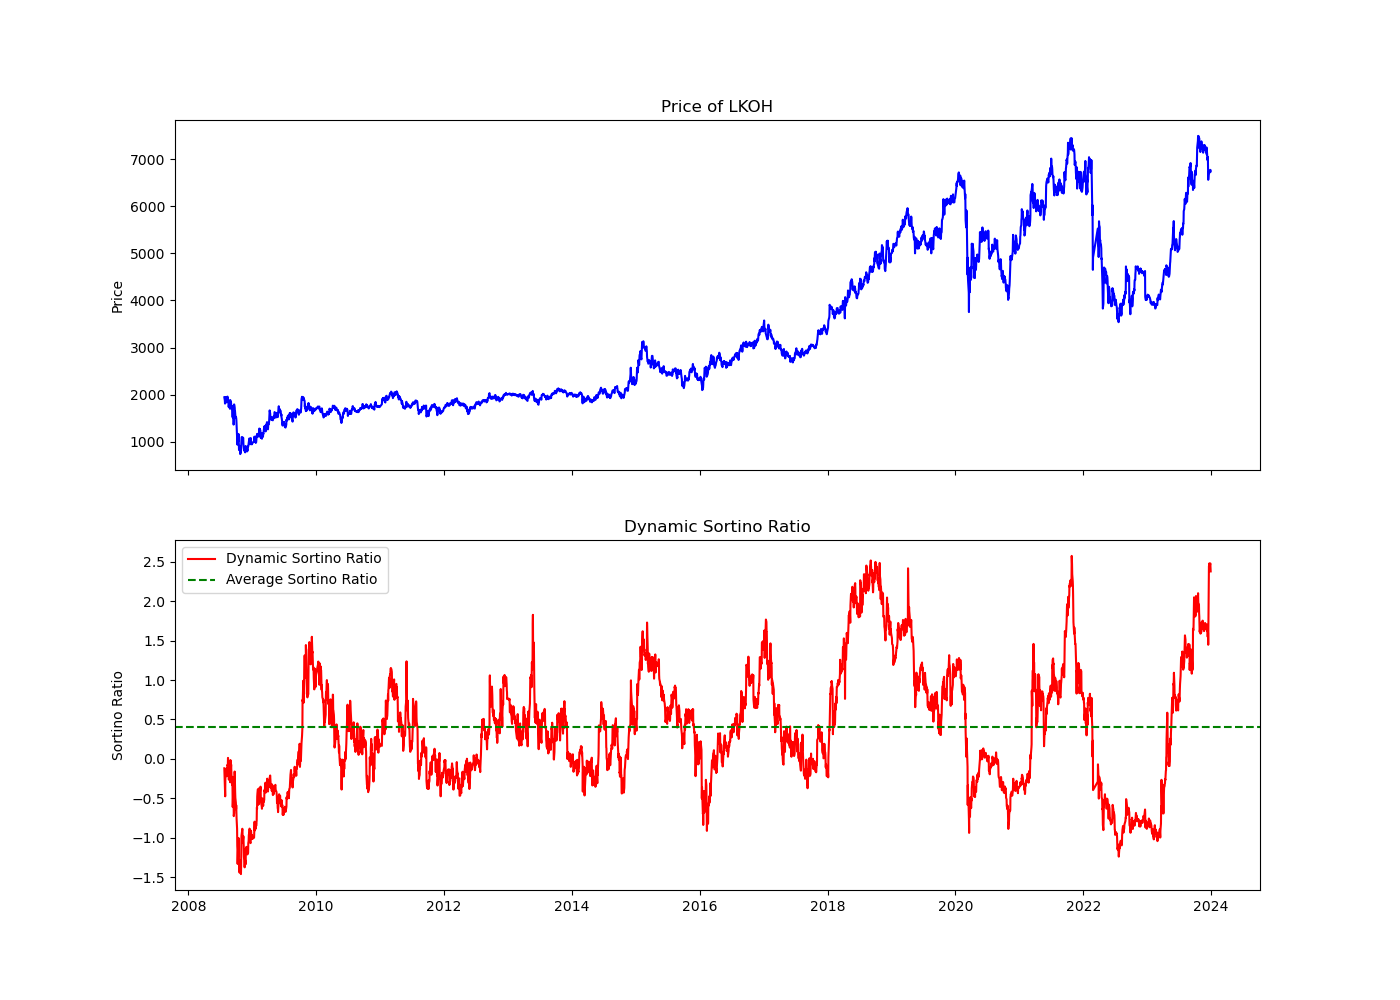 Price of LKOH
7000
6000
5000
4000
3000
2000
1000
Price
Dynamic Sortino Ratio
Dynamic Sortino Ratio
Average Sortino Ratio
2.5
2.0
1.5
1.0
0.5
0.0
−0.5
−1.0
−1.5
Sortino Ratio
2008 2010 2012 2014 2016 2018 2020 2022 2024